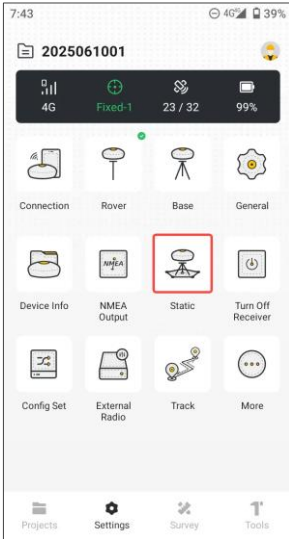 7:43
4G 39%
2025061001
4G Fixed-1 23 / 32 99%
Connection Rover Base General
NMEA
Device Info NMEA Output Static Turn Off Receiver
Config Set External Radio Track More
Projects Settings Survey Tools